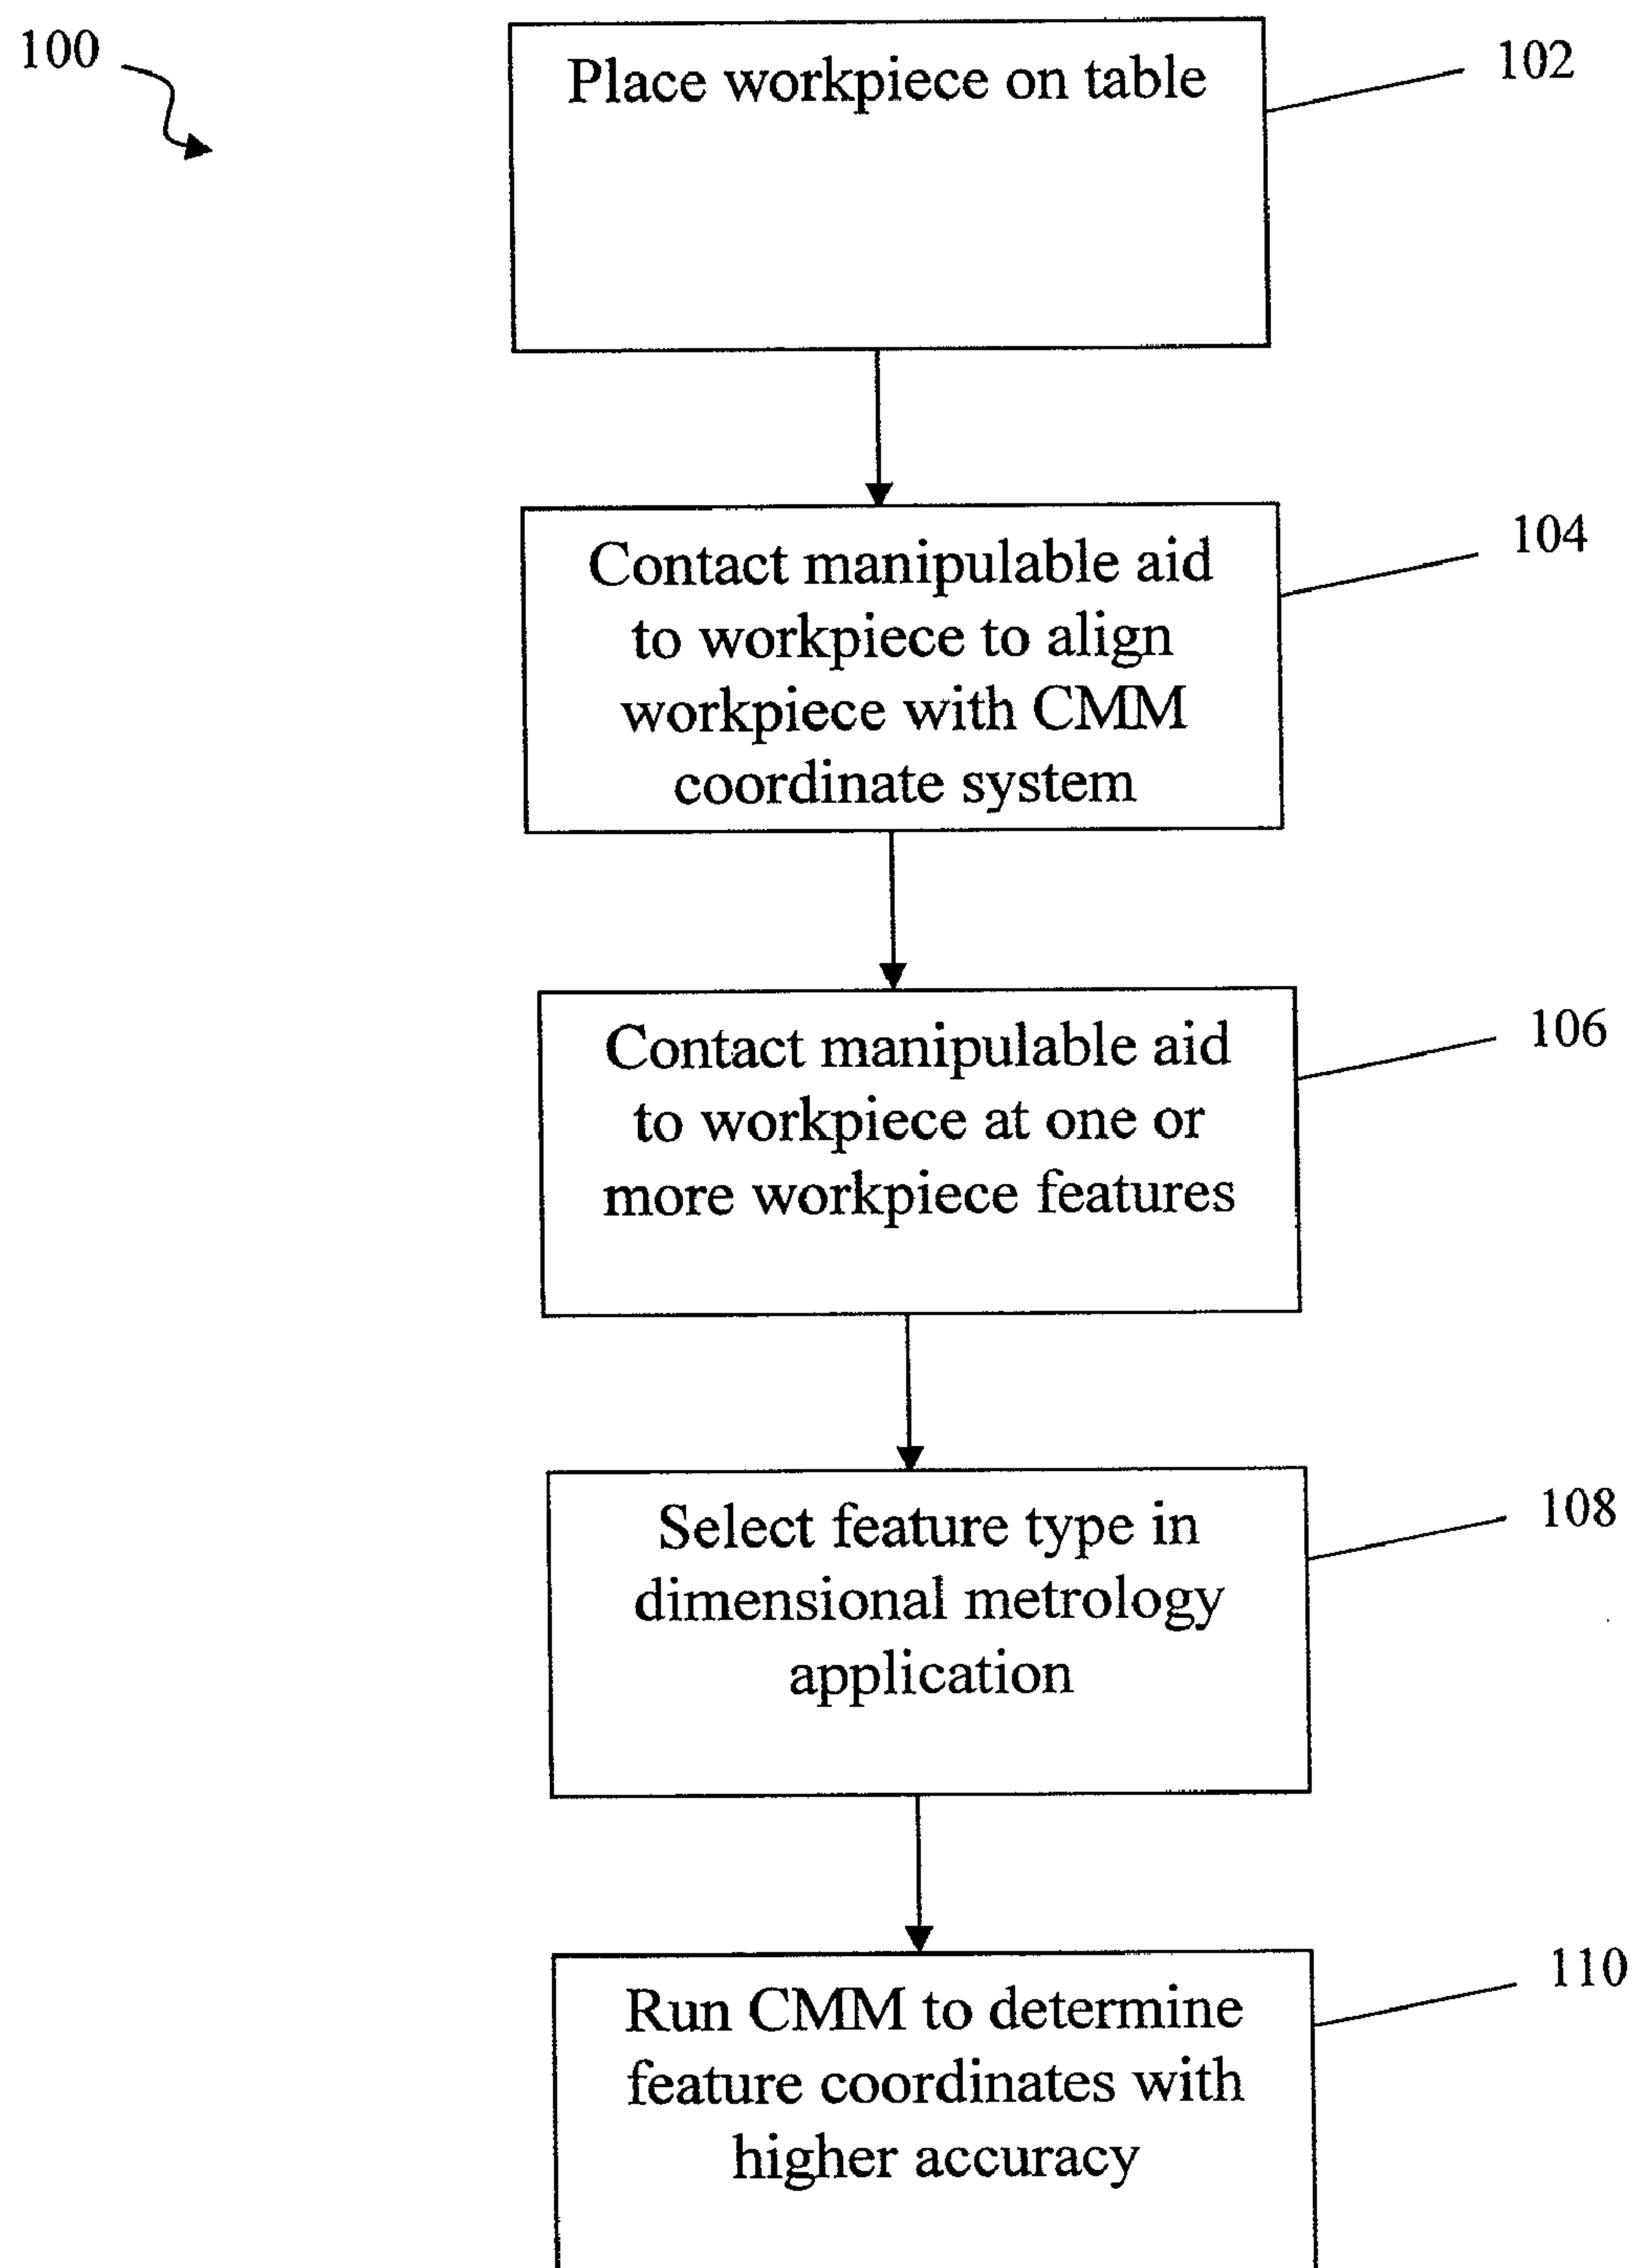 100
Place workpiece on table
102
Contact manipulable aid
to workpiece to align
workpiece with CMM
coordinate system
104
Contact manipulable aid
to workpiece at one or
more workpiece features
106
Select feature type in
dimensional metrology
application
108
Run CMM to determine
feature coordinates with
higher accuracy
110